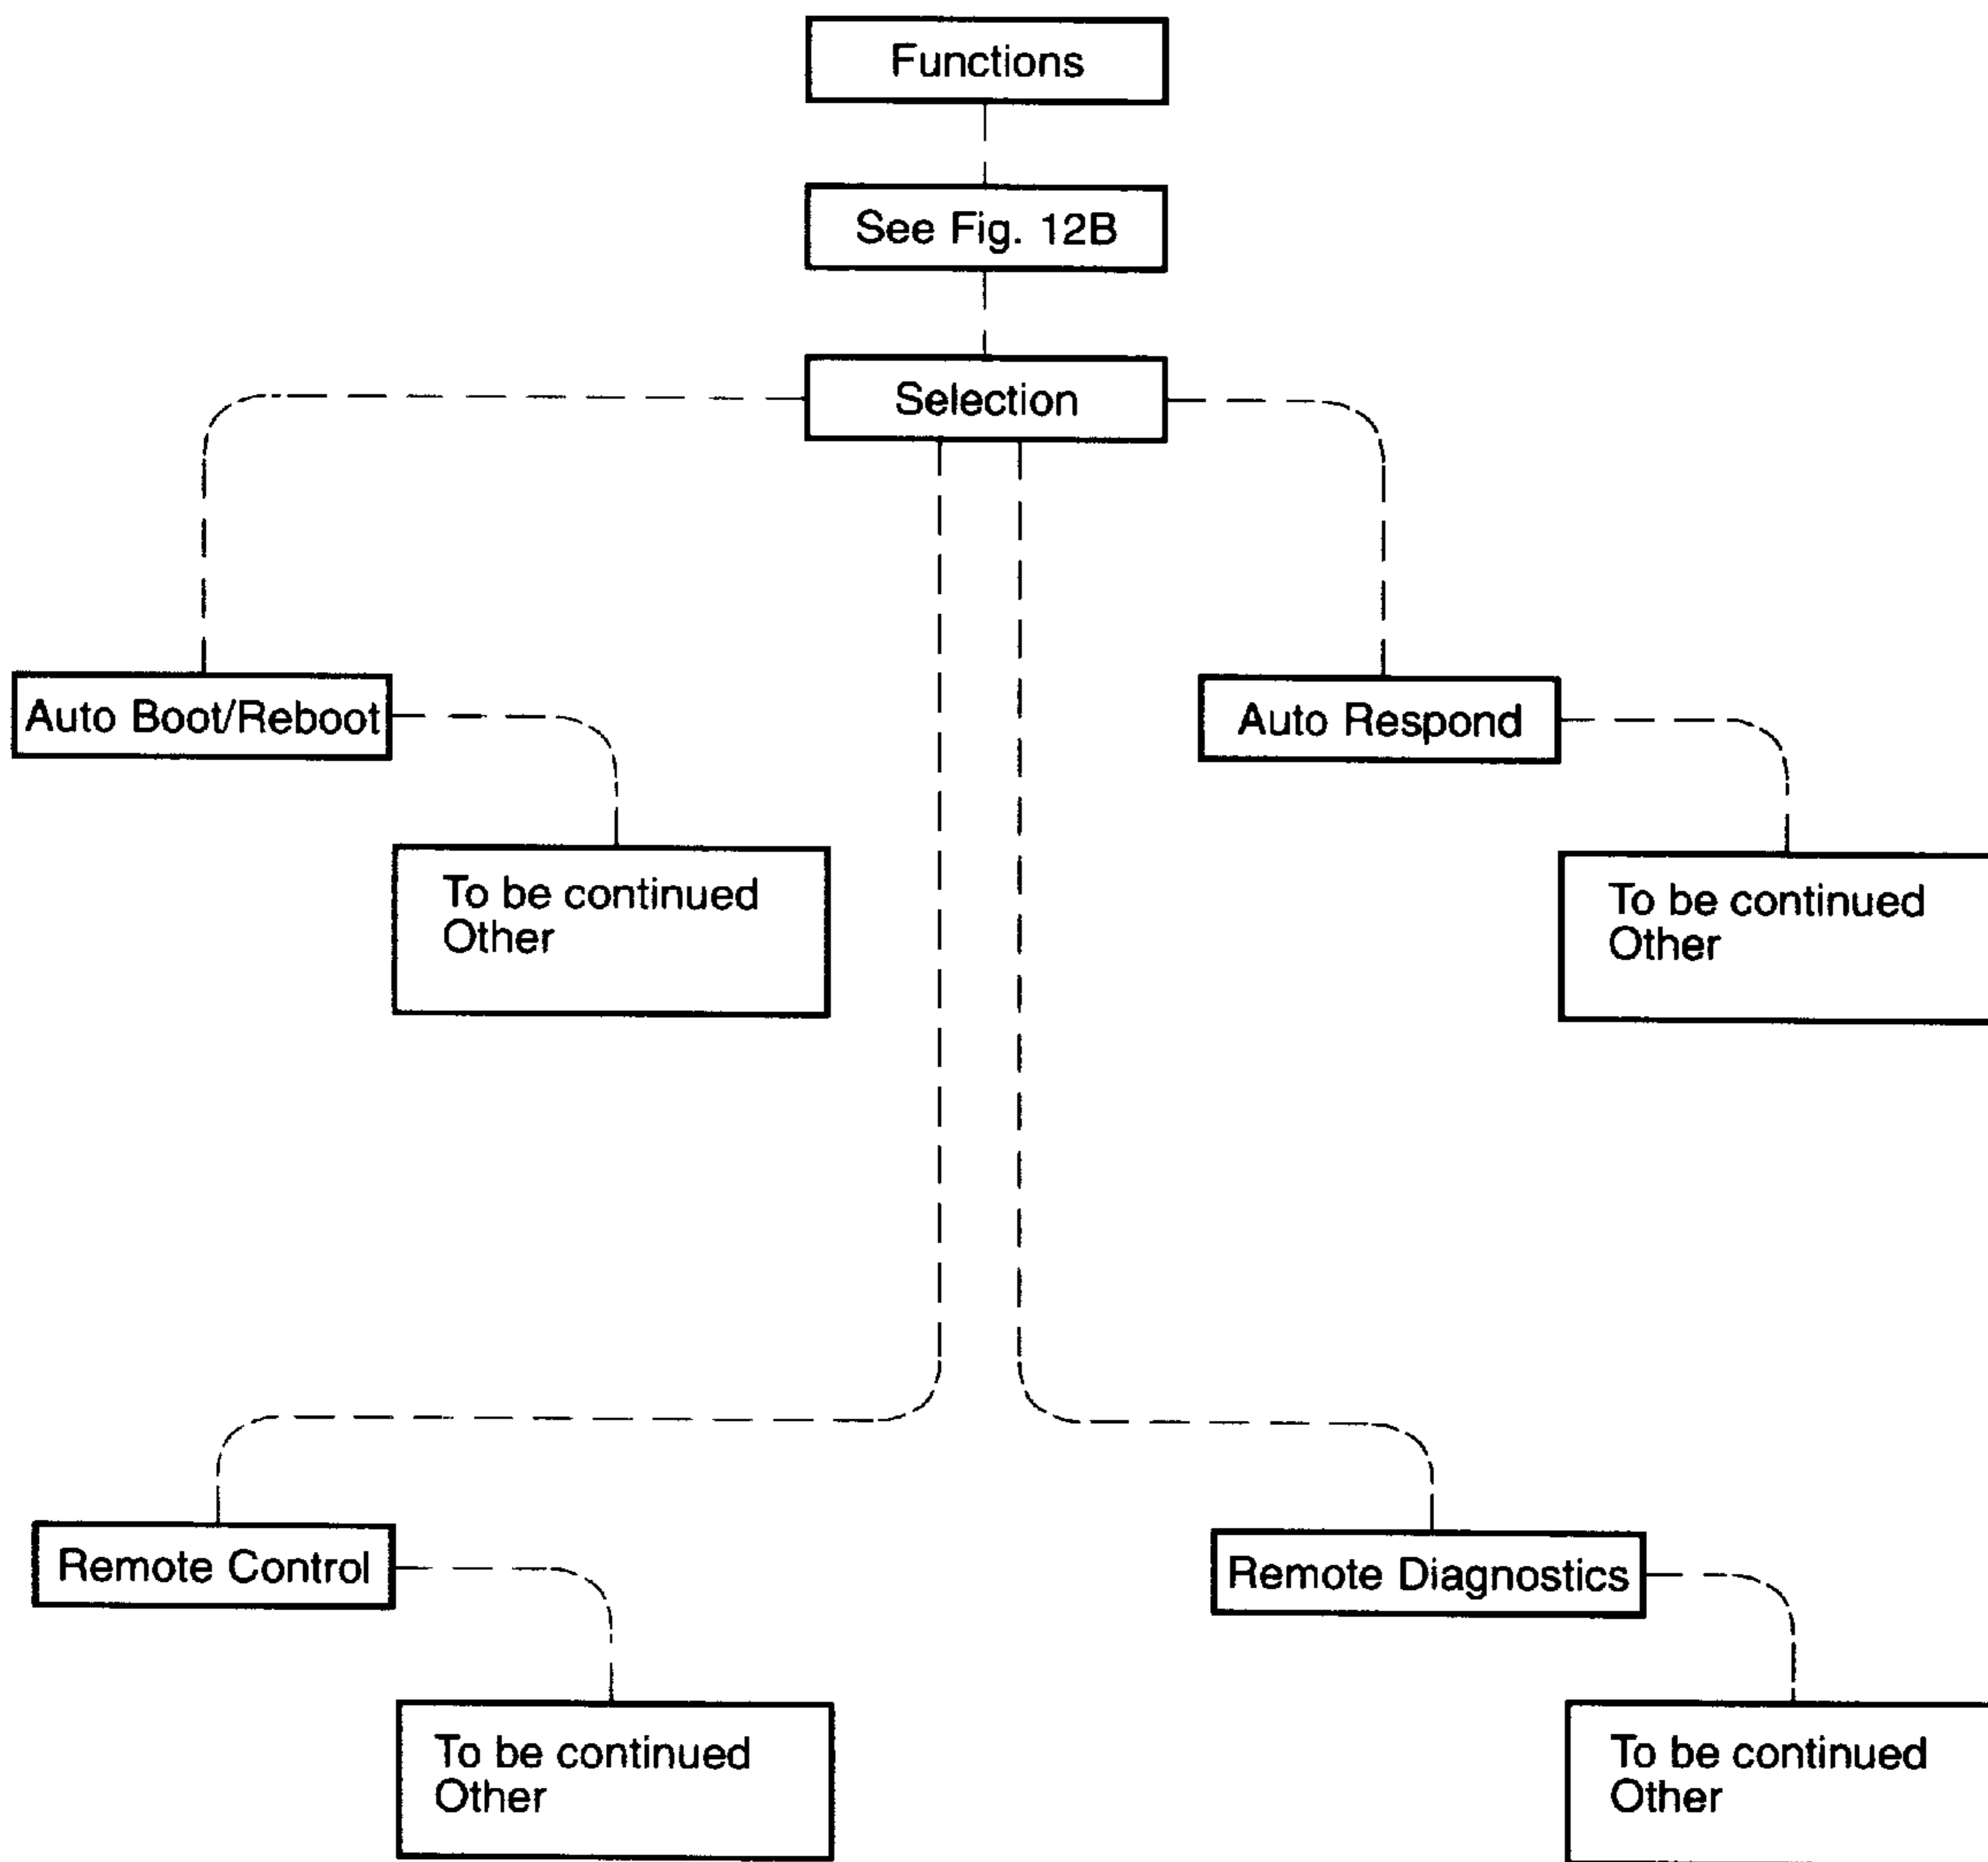 Functions
See Fig. 12B
Selection
Auto Boot/Reboot
Auto Respond
To be continued
Other
To be continued
Other
Remote Control
Remote Diagnostics
To be continued
Other
To be continued
Other